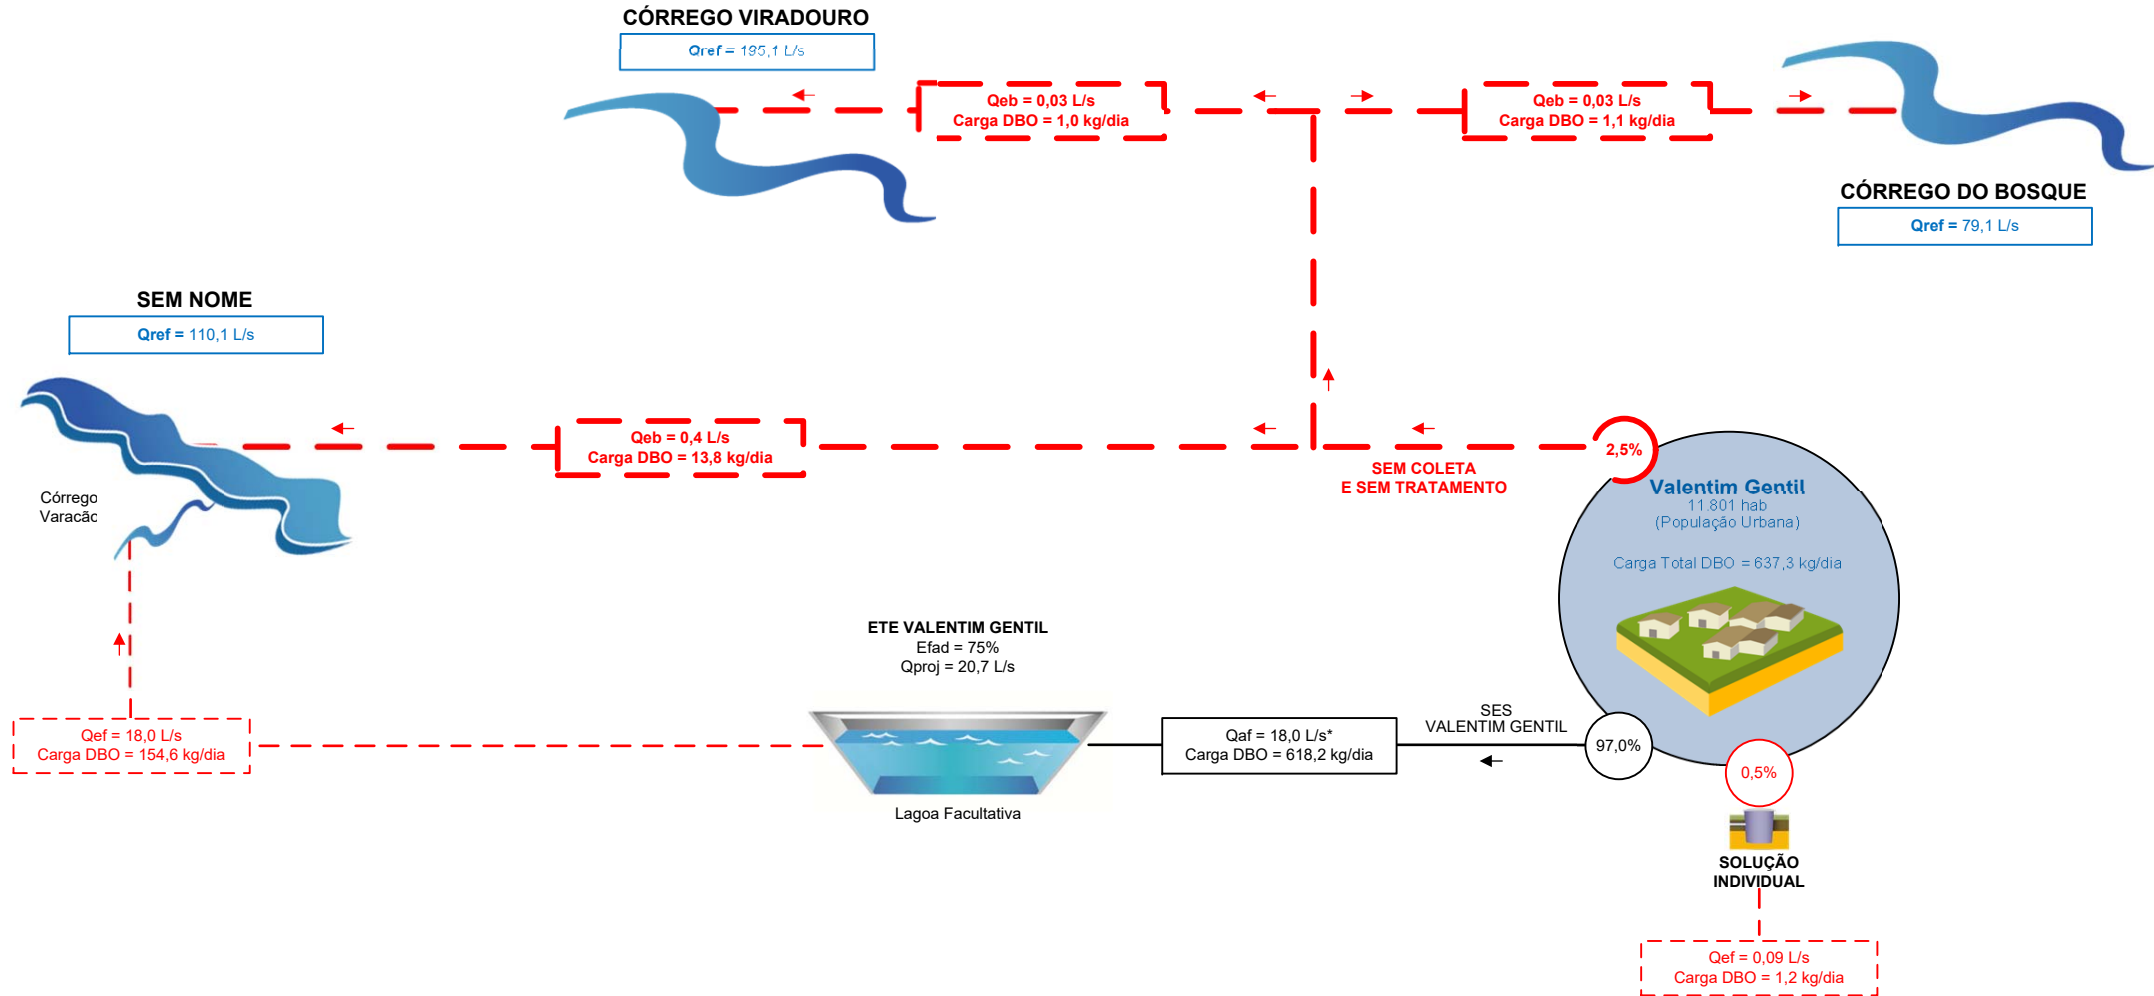 CÓRREGO VIRADOURO
Qref = 195,1 L/s
Qeb = 0,03 L/s
Carga DBO = 1,0 kg/dia
Qeb = 0,03 L/s
Carga DBO = 1,1 kg/dia
CÓRREGO DO BOSQUE
Qref = 79,1 L/s
SEM NOME
Qref = 110,1 L/s
Qeb = 0,4 L/s
Carga DBO = 13,8 kg/dia
SEM COLETA
E SEM TRATAMENTO
2,5%
Valentim Gentil
11.801 hab
(População Urbana)
Carga Total DBO = 637,3 kg/dia
Córrego
Varacão
ETE VALENTIM GENTIL
Efad = 75%
Qproj = 20,7 L/s
Lagoa Facultativa
Qef = 18,0 L/s
Carga DBO = 154,6 kg/dia
Qaf = 18,0 L/s*
Carga DBO = 618,2 kg/dia
SES
VALENTIM GENTIL
97,0%
0,5%
SOLUÇÃO
INDIVIDUAL
Qef = 0,09 L/s
Carga DBO = 1,2 kg/dia